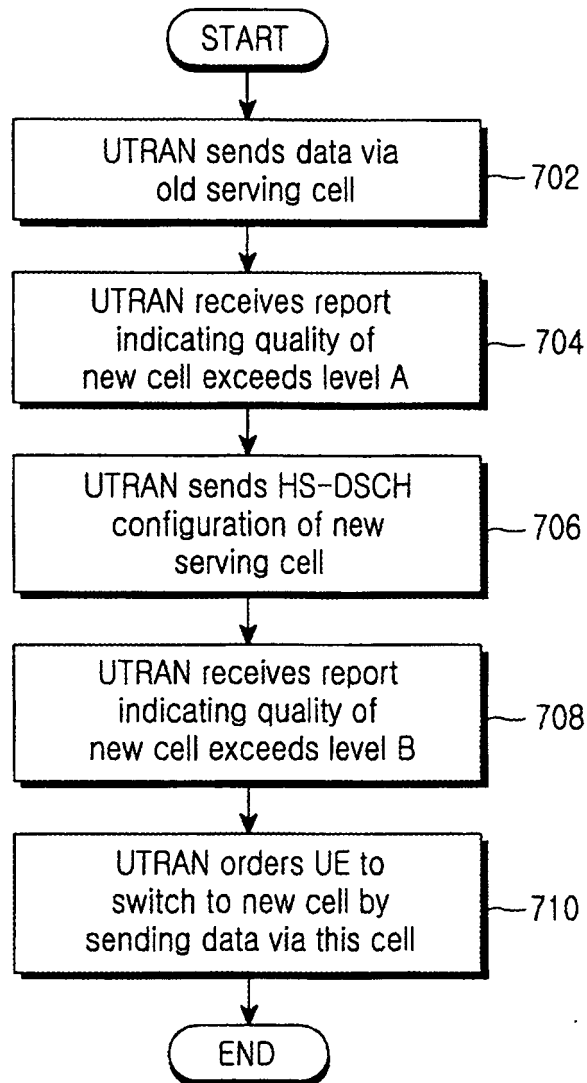 START
UTRAN sends data via
old serving cell
702
UTRAN receives report
indicating quality of
new cell exceeds level A
704
UTRAN sends HS-DSCH
configuration of new
serving cell
706
UTRAN receives report
indicating quality of
new cell exceeds level B
708
UTRAN orders UE to
switch to new cell by
sending data via this cell
710
END